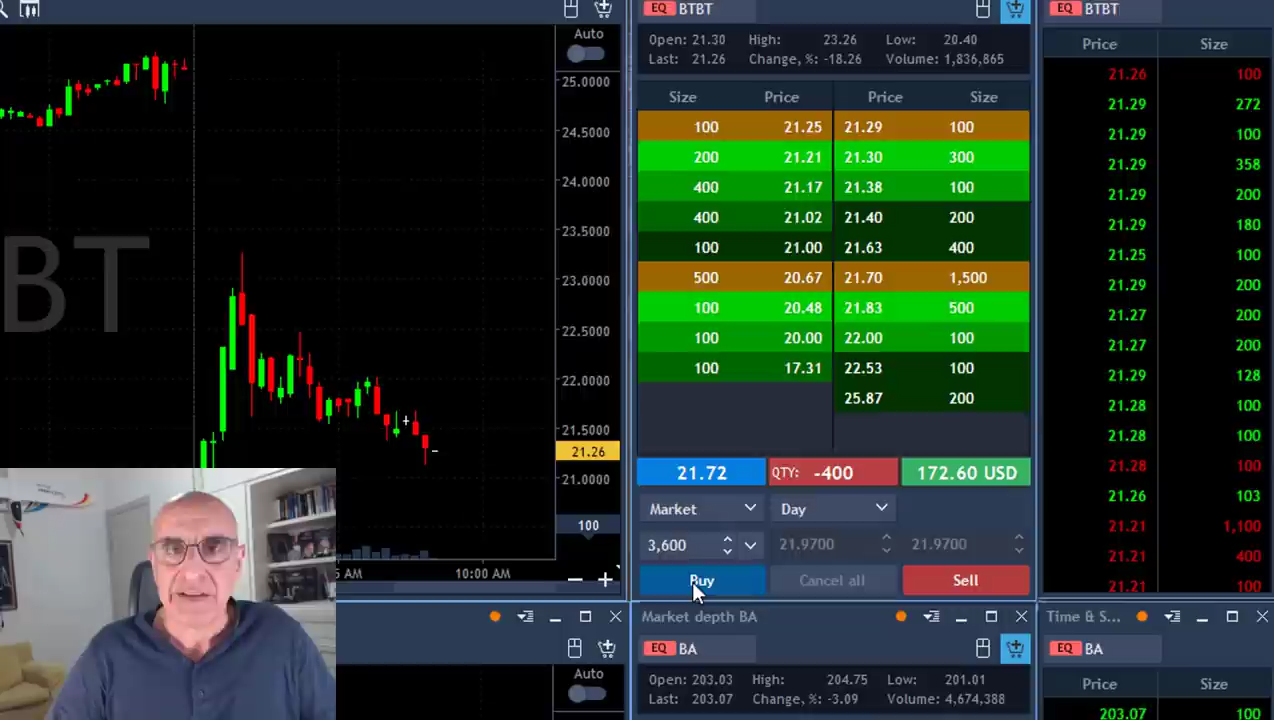 Auto
25.0000
24.5000
24.0000
23.5000
23.0000
22.5000
22.0000
21.5000
21.26
21.0000
100
BT
5 AM
10:00 AM
EQ BTBT
Open: 21.30 High: 23.26 Low: 20.40
Last: 21.26 Change, %: -18.26 Volume: 1,836,865
Size Price Price Size
100 21.25 21.29 100
200 21.21 21.30 300
400 21.17 21.38 100
400 21.02 21.40 200
100 21.00 21.63 400
500 20.67 21.70 1,500
100 20.48 21.83 500
100 20.00 22.00 100
100 17.31 22.53 100
25.87 200
21.72 QTY: -400 172.60 USD
Market Day
3,600 21.9700 21.9700
Buy Cancel all Sell
EQ BTBT
Price Size
21.26 100
21.29 272
21.29 100
21.29 358
21.29 200
21.29 180
21.25 100
21.29 200
21.27 200
21.27 200
21.29 128
21.28 100
21.28 100
21.28 100
21.26 103
21.21 1,100
21.21 400
21.21 100
Auto
Market depth BA
EQ BA
Open: 203.03 High: 204.75 Low: 201.01
Last: 203.07 Change, %: -3.09 Volume: 4,674,388
Time & S...
EQ BA
Price Size
203.07 100